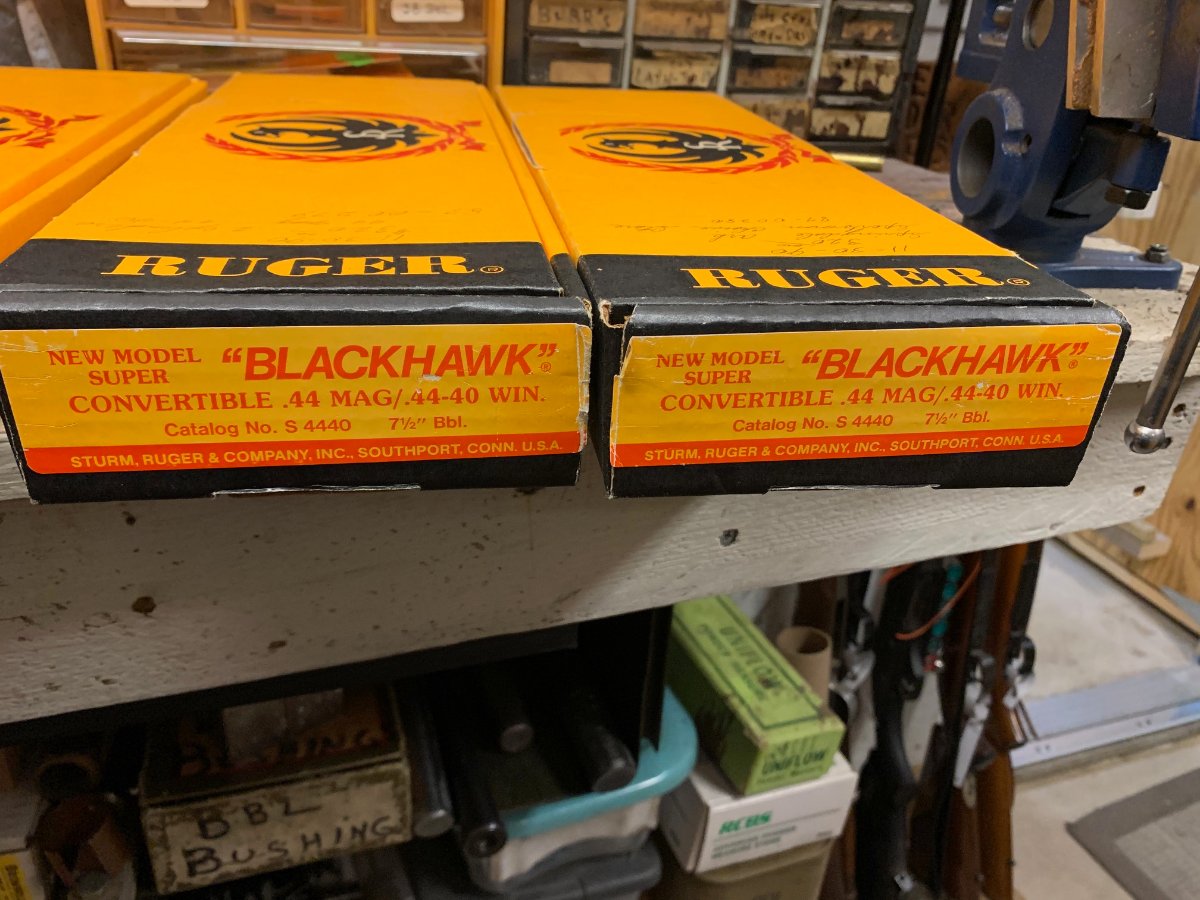 RUGER®
NEW MODEL
SUPER
"BLACKHAWK"®
CONVERTIBLE .44 MAG/.44-40 WIN.
Catalog No. S 4440 7½" Bbl.
STURM, RUGER & COMPANY, INC., SOUTHPORT, CONN. U.S.A.
RUGER®
NEW MODEL
SUPER
"BLACKHAWK"®
CONVERTIBLE .44 MAG/.44-40 WIN.
Catalog No. S 4440 7½" Bbl.
STURM, RUGER & COMPANY, INC., SOUTHPORT, CONN. U.S.A.
UNIFLOW
UNIFLOW
RCBS
BBL
BUSHING